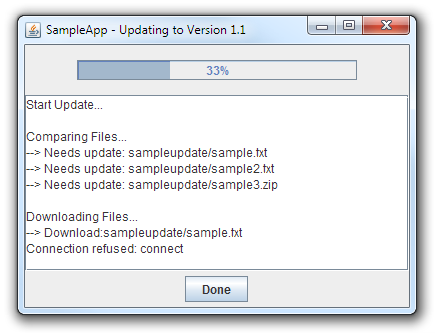 SampleApp - Updating to Version 1.1
33%
Start Update...
Comparing Files...
--> Needs update: sampleupdate/sample.txt
--> Needs update: sampleupdate/sample2.txt
--> Needs update: sampleupdate/sample3.zip
Downloading Files...
--> Download:sampleupdate/sample.txt
Connection refused: connect
Done